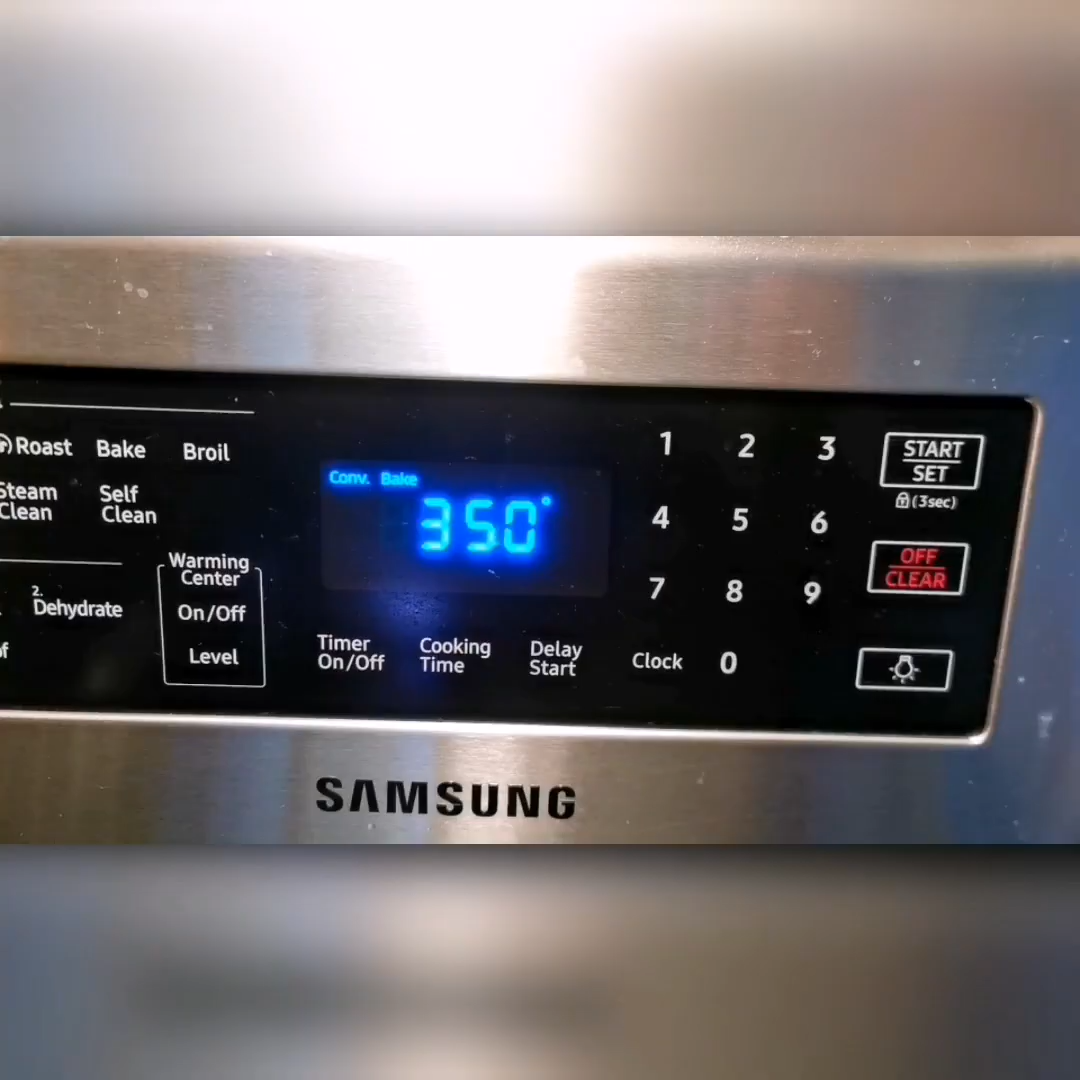 Roast Bake Broil
Steam Clean
Self Clean
2. Dehydrate
Warming Center
On/Off
Level
Conv. Bake
350°
Timer On/Off
Cooking Time
Delay Start
Clock
1 2 3
4 5 6
7 8 9
0
START
SET
(3sec)
OFF
CLEAR
SAMSUNG